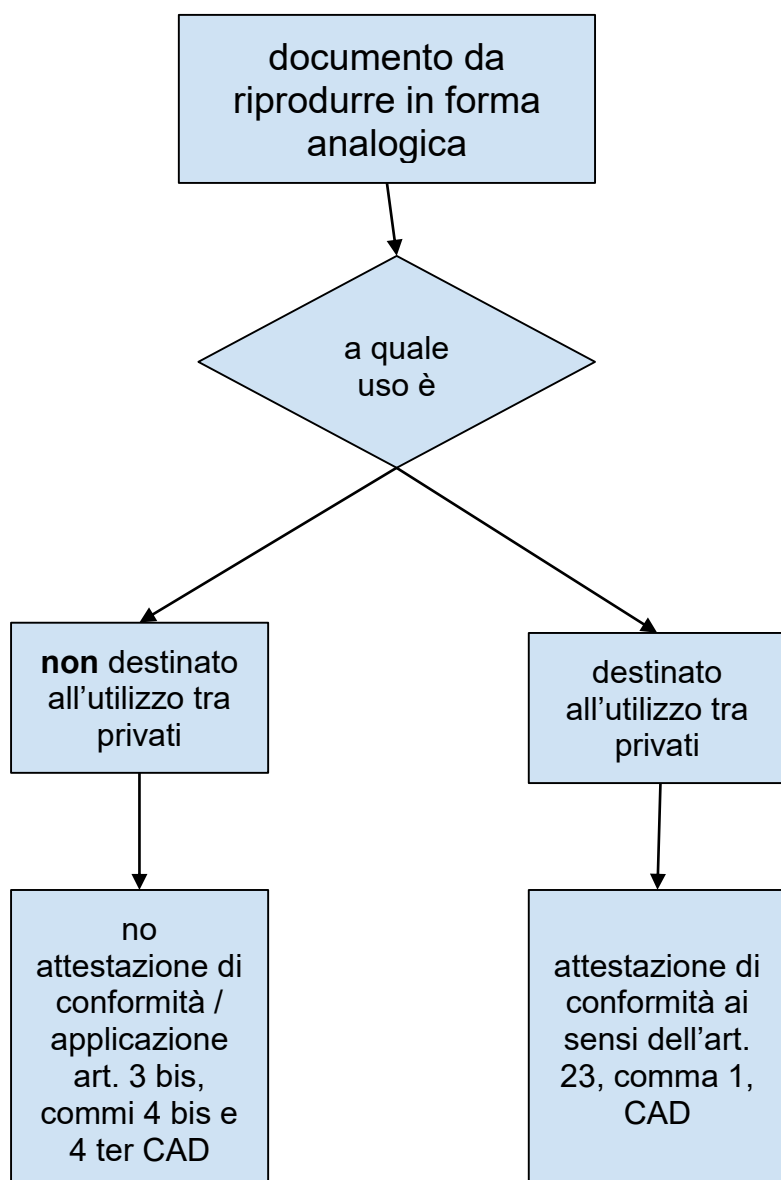 documento da
riprodurre in forma
analogica
a quale
uso è
non destinato
all’utilizzo tra
privati
destinato
all’utilizzo tra
privati
no
attestazione di
conformità /
applicazione
art. 3 bis,
commi 4 bis e
4 ter CAD
attestazione di
conformità ai
sensi dell’art.
23, comma 1,
CAD